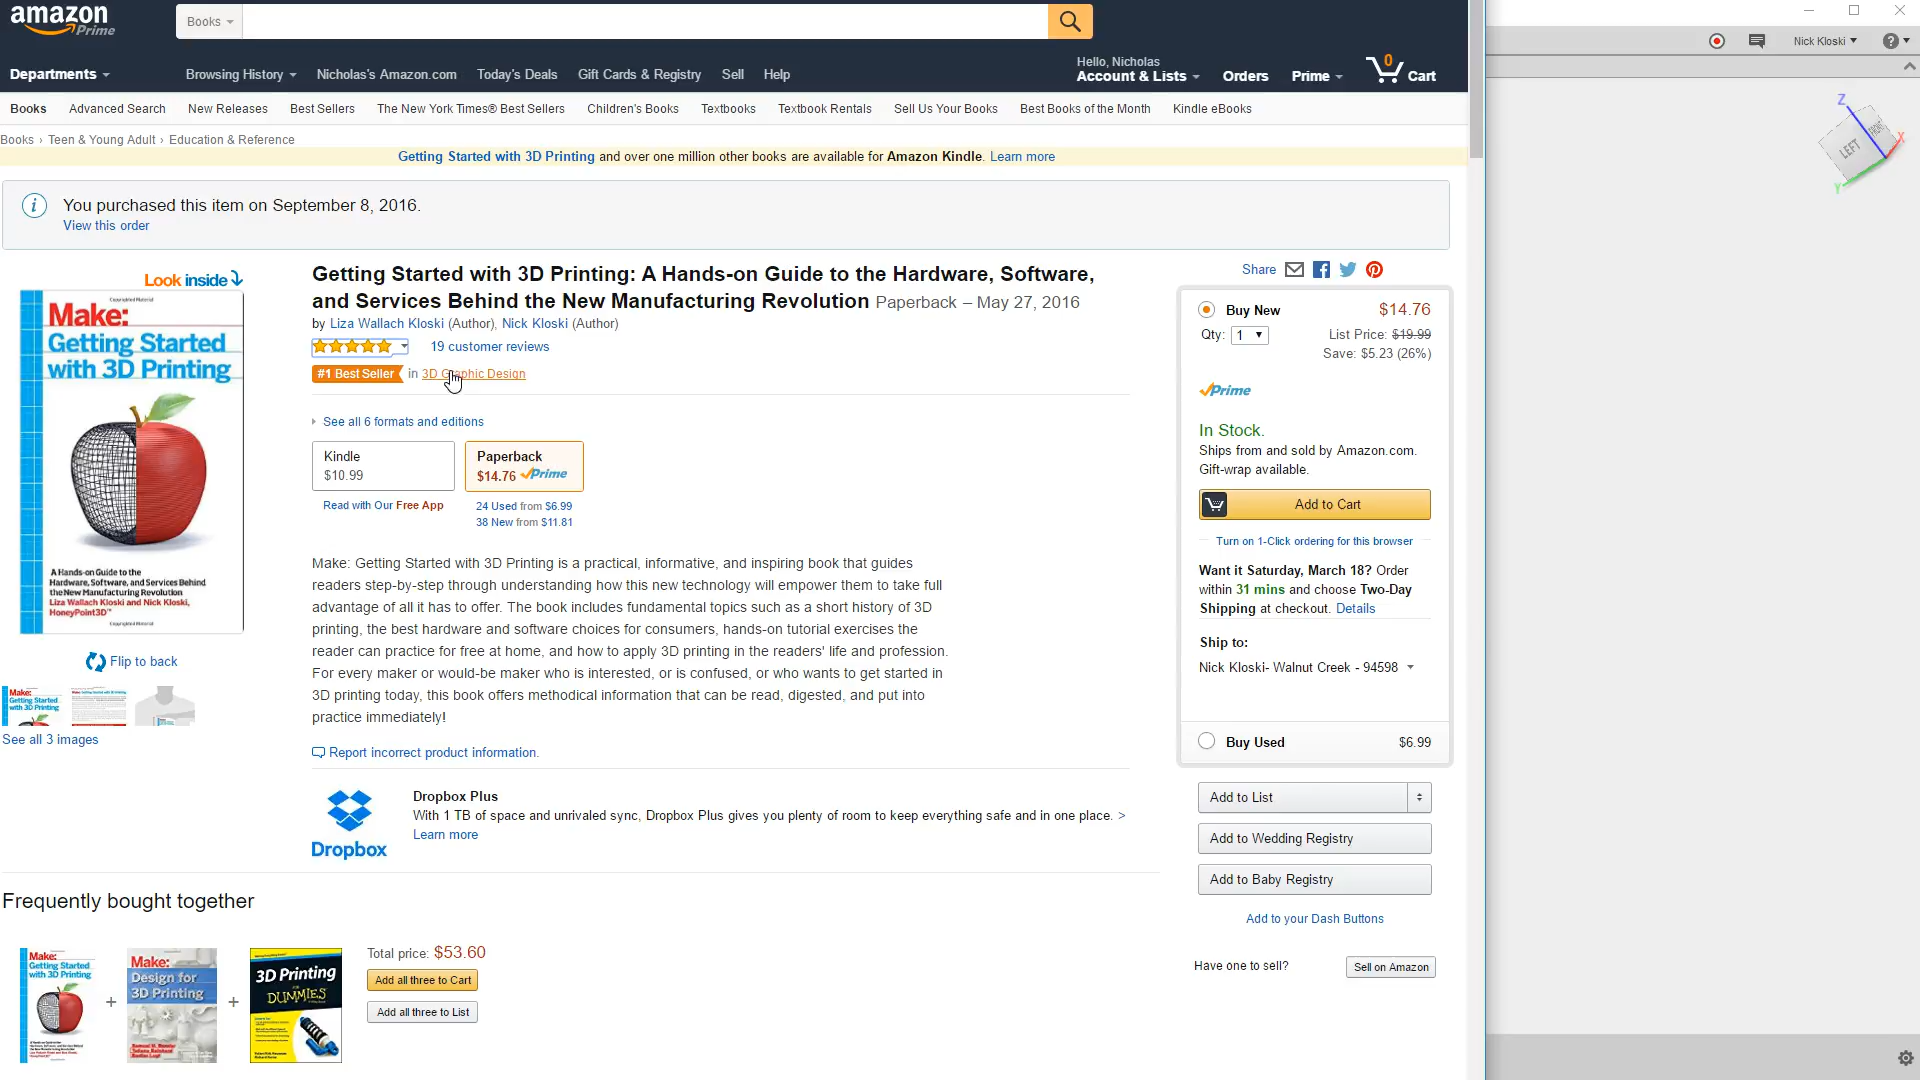 amazon
Prime
Books
Nick Kloski
?
Departments
Browsing History
Nicholas's Amazon.com
Today's Deals
Gift Cards & Registry
Sell
Help
Hello, Nicholas
Account & Lists
Orders
Prime
0
Cart
Books
Advanced Search
New Releases
Best Sellers
The New York Times® Best Sellers
Children's Books
Textbooks
Textbook Rentals
Sell Us Your Books
Best Books of the Month
Kindle eBooks
Books › Teen & Young Adult › Education & Reference
Getting Started with 3D Printing and over one million other books are available for Amazon Kindle. Learn more
Z
X
Y
LEFT
FRONT
i
You purchased this item on September 8, 2016.
View this order
Look inside
Copyrighted Material
Make:
Getting Started
with 3D Printing
A Hands-on Guide to the
Hardware, Software, and Services Behind
the New Manufacturing Revolution
Liza Wallach Kloski and Nick Kloski,
HoneyPoint3D™
Copyrighted Material
Flip to back
Make:
Getting Started
with 3D Printing
See all 3 images
Getting Started with 3D Printing: A Hands-on Guide to the Hardware, Software,
and Services Behind the New Manufacturing Revolution Paperback – May 27, 2016
by Liza Wallach Kloski (Author), Nick Kloski (Author)
19 customer reviews
#1 Best Seller in 3D Graphic Design
See all 6 formats and editions
Kindle
$10.99
Read with Our Free App
Paperback
$14.76 Prime
24 Used from $6.99
38 New from $11.81
Make: Getting Started with 3D Printing is a practical, informative, and inspiring book that guides
readers step-by-step through understanding how this new technology will empower them to take full
advantage of all it has to offer. The book includes fundamental topics such as a short history of 3D
printing, the best hardware and software choices for consumers, hands-on tutorial exercises the
reader can practice for free at home, and how to apply 3D printing in the readers' life and profession.
For every maker or would-be maker who is interested, or is confused, or who wants to get started in
3D printing today, this book offers methodical information that can be read, digested, and put into
practice immediately!
Report incorrect product information.
Dropbox
Dropbox Plus
With 1 TB of space and unrivaled sync, Dropbox Plus gives you plenty of room to keep everything safe and in one place. >
Learn more
Share
Buy New
$14.76
Qty: 1
List Price: $19.99
Save: $5.23 (26%)
Prime
In Stock.
Ships from and sold by Amazon.com.
Gift-wrap available.
Add to Cart
Turn on 1-Click ordering for this browser
Want it Saturday, March 18? Order
within 31 mins and choose Two-Day
Shipping at checkout. Details
Ship to:
Nick Kloski- Walnut Creek - 94598
Buy Used
$6.99
Add to List
Add to Wedding Registry
Add to Baby Registry
Add to your Dash Buttons
Have one to sell?
Sell on Amazon
Frequently bought together
Make:
Getting Started
with 3D Printing
+
Make:
Design for
3D Printing
+
3D Printing
FOR
DUMMIES
Total price: $53.60
Add all three to Cart
Add all three to List